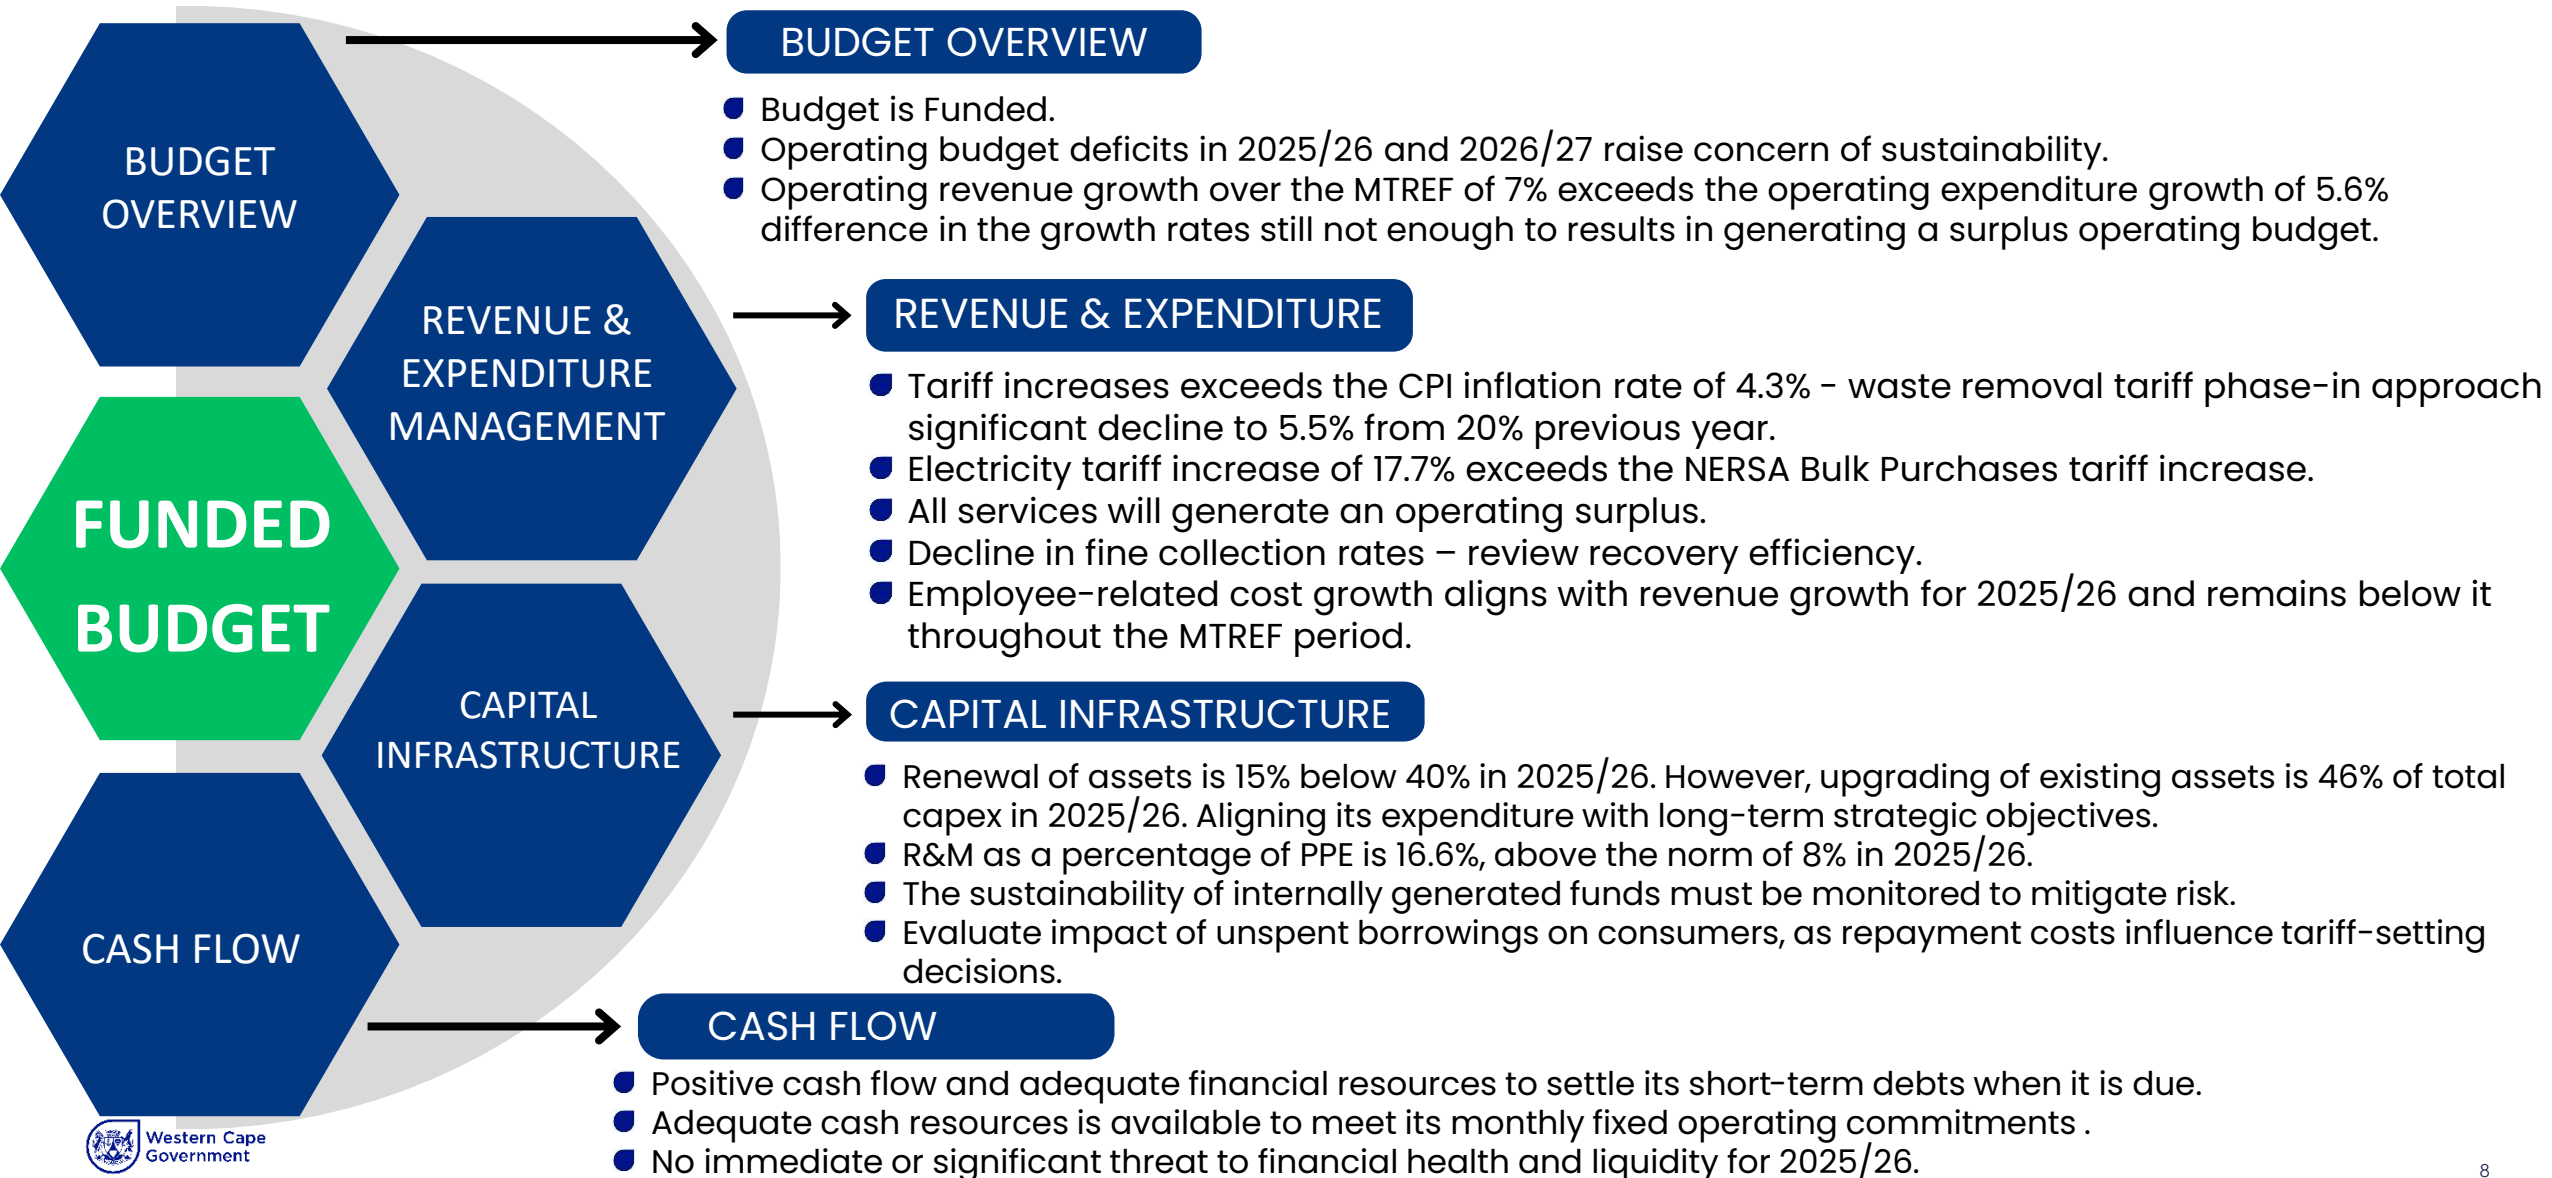 BUDGET
OVERVIEW
REVENUE &
EXPENDITURE
MANAGEMENT
FUNDED
BUDGET
CAPITAL
INFRASTRUCTURE
CASH FLOW
BUDGET OVERVIEW
Budget is Funded.
Operating budget deficits in 2025/26 and 2026/27 raise concern of sustainability.
Operating revenue growth over the MTREF of 7% exceeds the operating expenditure growth of 5.6%
difference in the growth rates still not enough to results in generating a surplus operating budget.
REVENUE & EXPENDITURE
Tariff increases exceeds the CPI inflation rate of 4.3% - waste removal tariff phase-in approach
significant decline to 5.5% from 20% previous year.
Electricity tariff increase of 17.7% exceeds the NERSA Bulk Purchases tariff increase.
All services will generate an operating surplus.
Decline in fine collection rates – review recovery efficiency.
Employee-related cost growth aligns with revenue growth for 2025/26 and remains below it
throughout the MTREF period.
CAPITAL INFRASTRUCTURE
Renewal of assets is 15% below 40% in 2025/26. However, upgrading of existing assets is 46% of total
capex in 2025/26. Aligning its expenditure with long-term strategic objectives.
R&M as a percentage of PPE is 16.6%, above the norm of 8% in 2025/26.
The sustainability of internally generated funds must be monitored to mitigate risk.
Evaluate impact of unspent borrowings on consumers, as repayment costs influence tariff-setting
decisions.
CASH FLOW
Positive cash flow and adequate financial resources to settle its short-term debts when it is due.
Adequate cash resources is available to meet its monthly fixed operating commitments .
No immediate or significant threat to financial health and liquidity for 2025/26.
Western Cape
Government
8